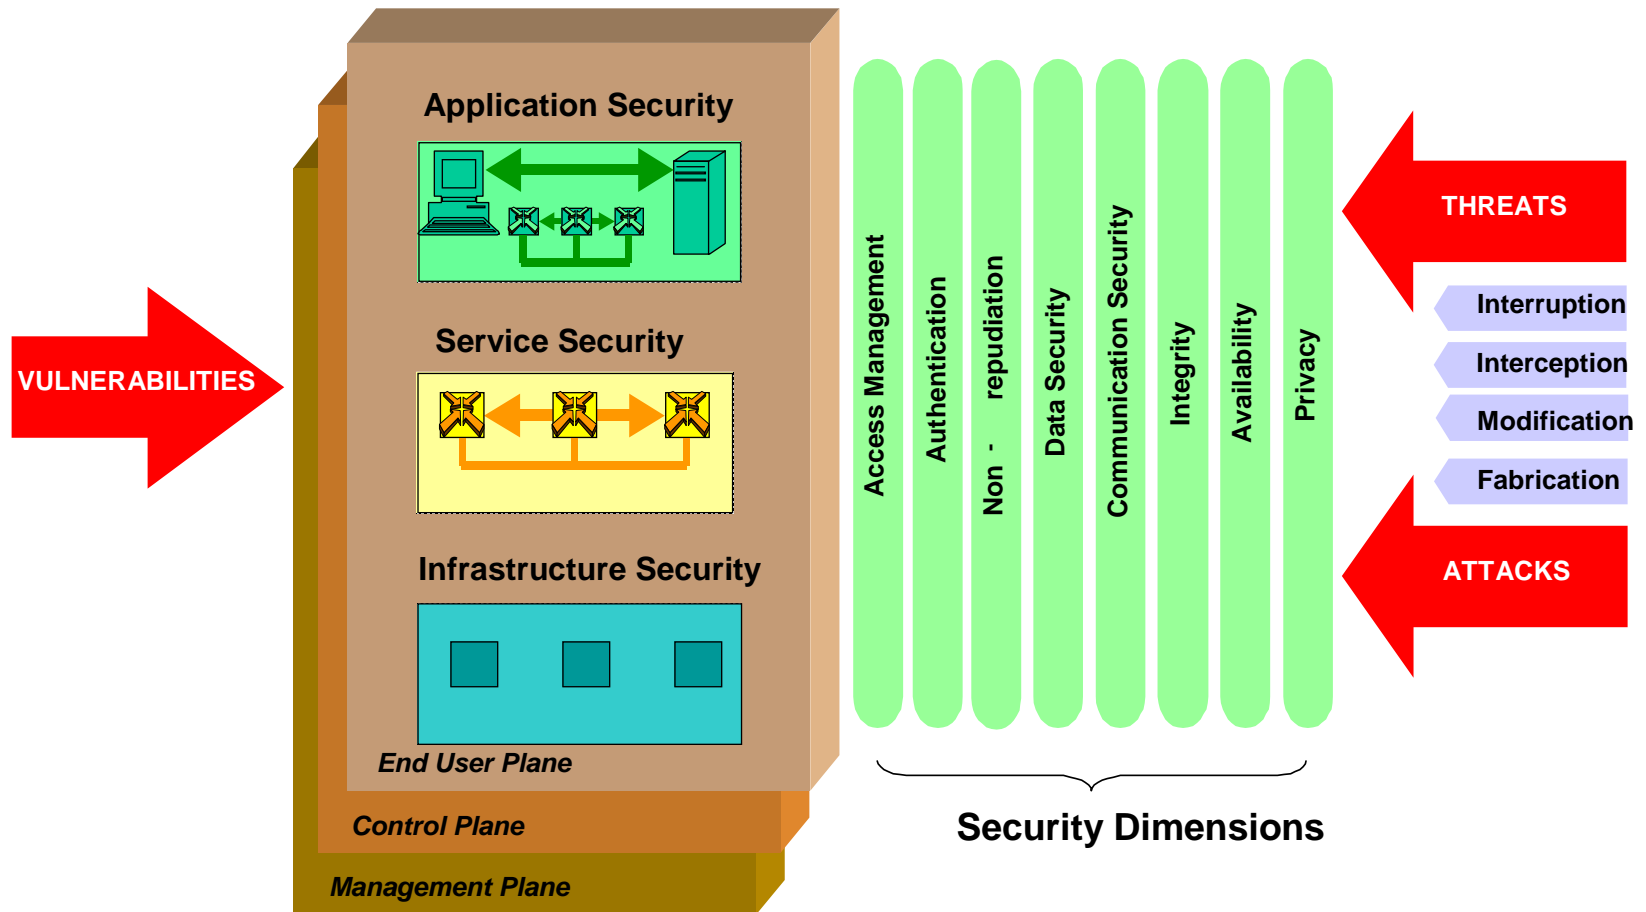 Application Security
Service Security
Infrastructure Security
End User Plane
Control Plane
Management Plane
VULNERABILITIES
Access Management
Authentication
Non - repudiation
Data Security
Communication Security
Integrity
Availability
Privacy
Security Dimensions
THREATS
Interruption
Interception
Modification
Fabrication
ATTACKS